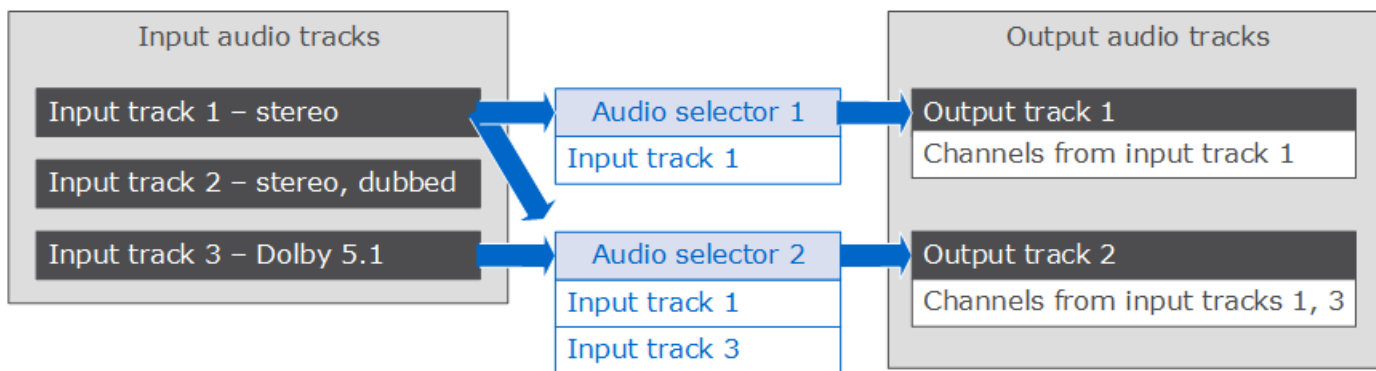 Input audio tracks
Input track 1 – stereo
Input track 2 – stereo, dubbed
Input track 3 – Dolby 5.1
Audio selector 1
Input track 1
Audio selector 2
Input track 1
Input track 3
Output audio tracks
Output track 1
Channels from input track 1
Output track 2
Channels from input tracks 1, 3